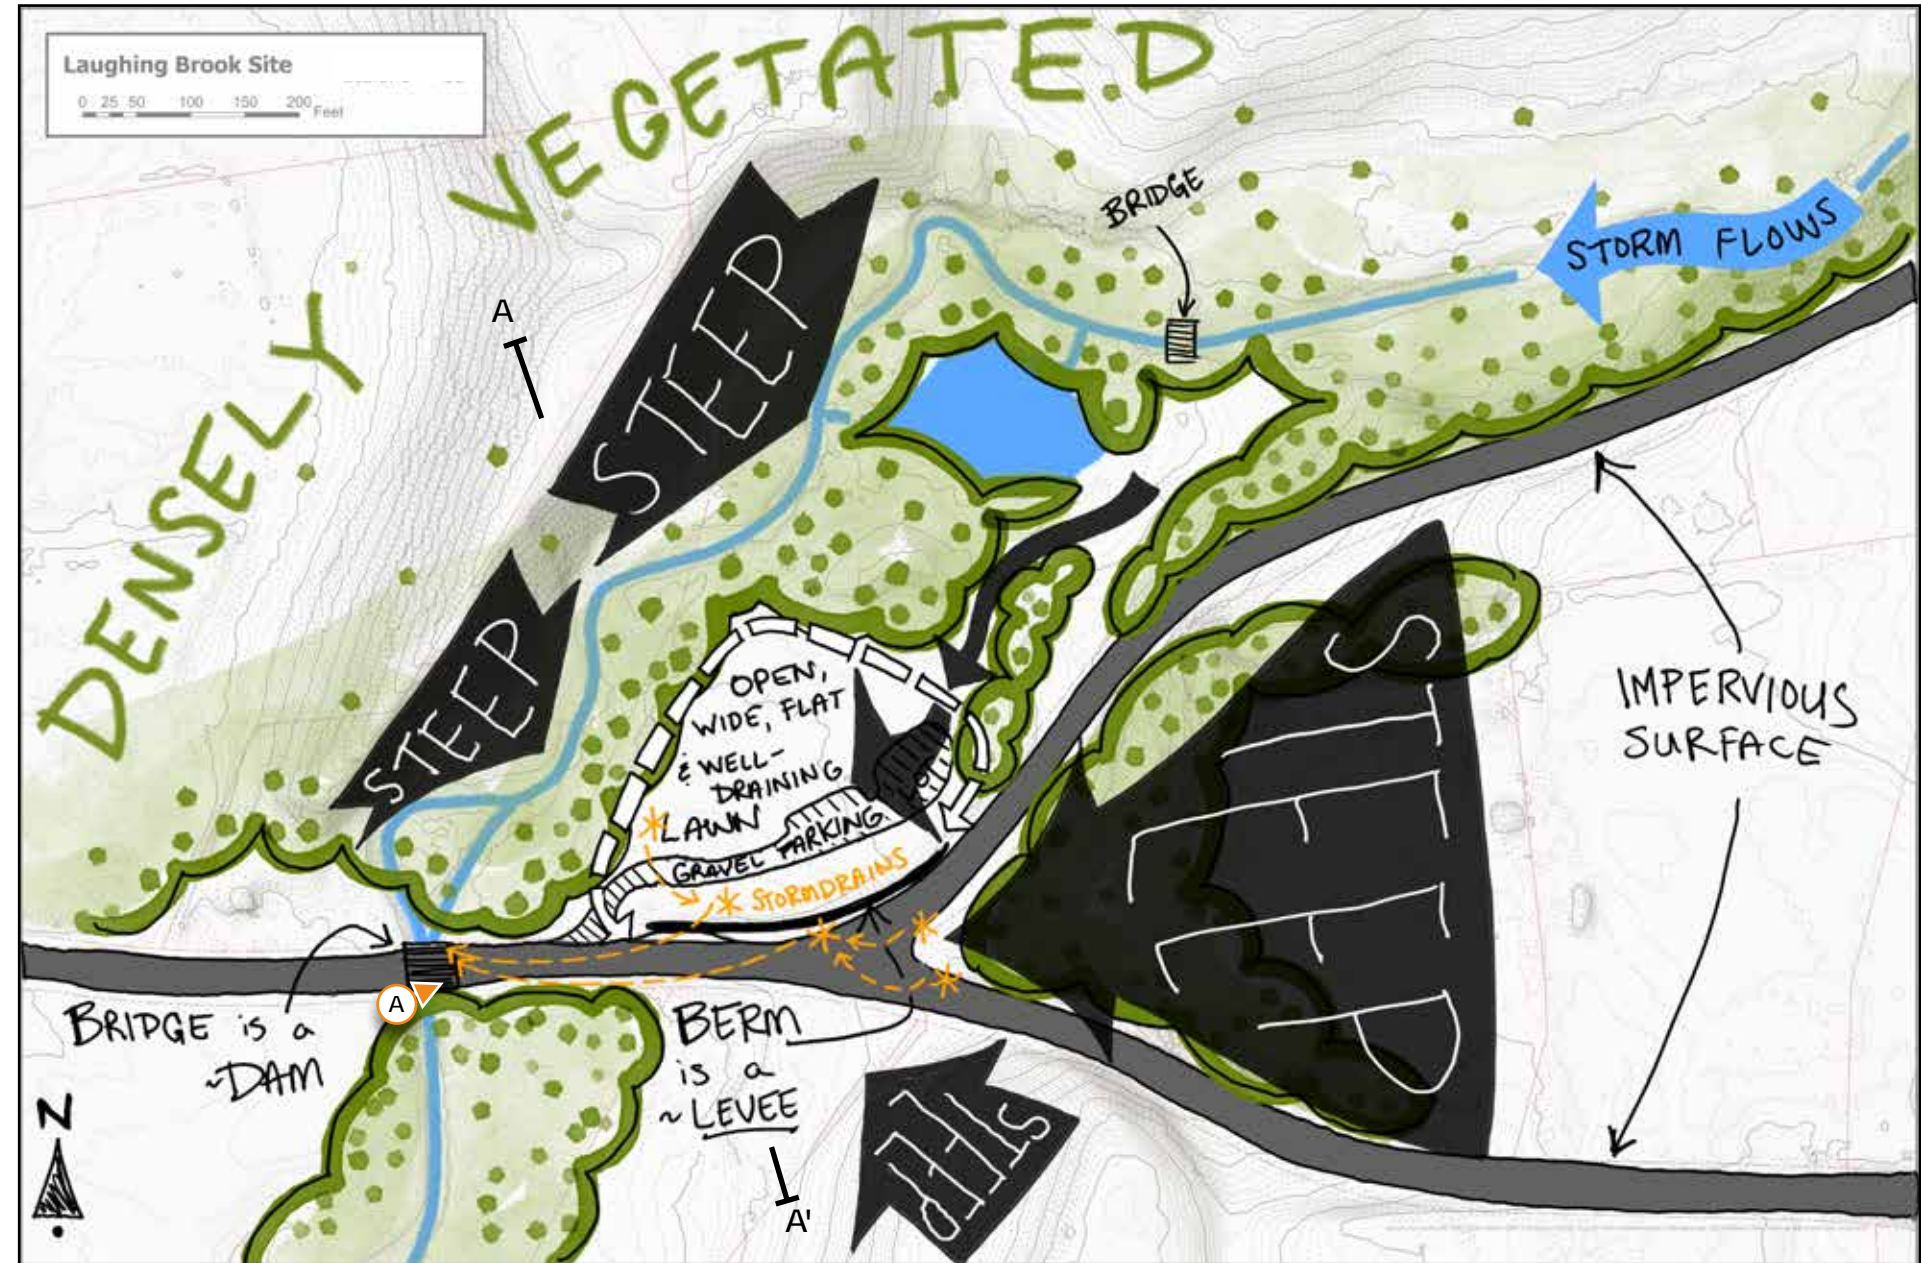 Laughing Brook Site
0 25 50 100 150 200 Feet
DENSELY
VEGETATED
BRIDGE
STORM FLOWS
A
STEEP
STEEP
OPEN,
WIDE, FLAT
& WELL-
DRAINING
LAWN
GRAVEL PARKING
STORMDRAINS
STEEP
IMPERVIOUS
SURFACE
A
BRIDGE is a
~DAM
BERM
is a
~ LEVEE
STEEP
N
A'